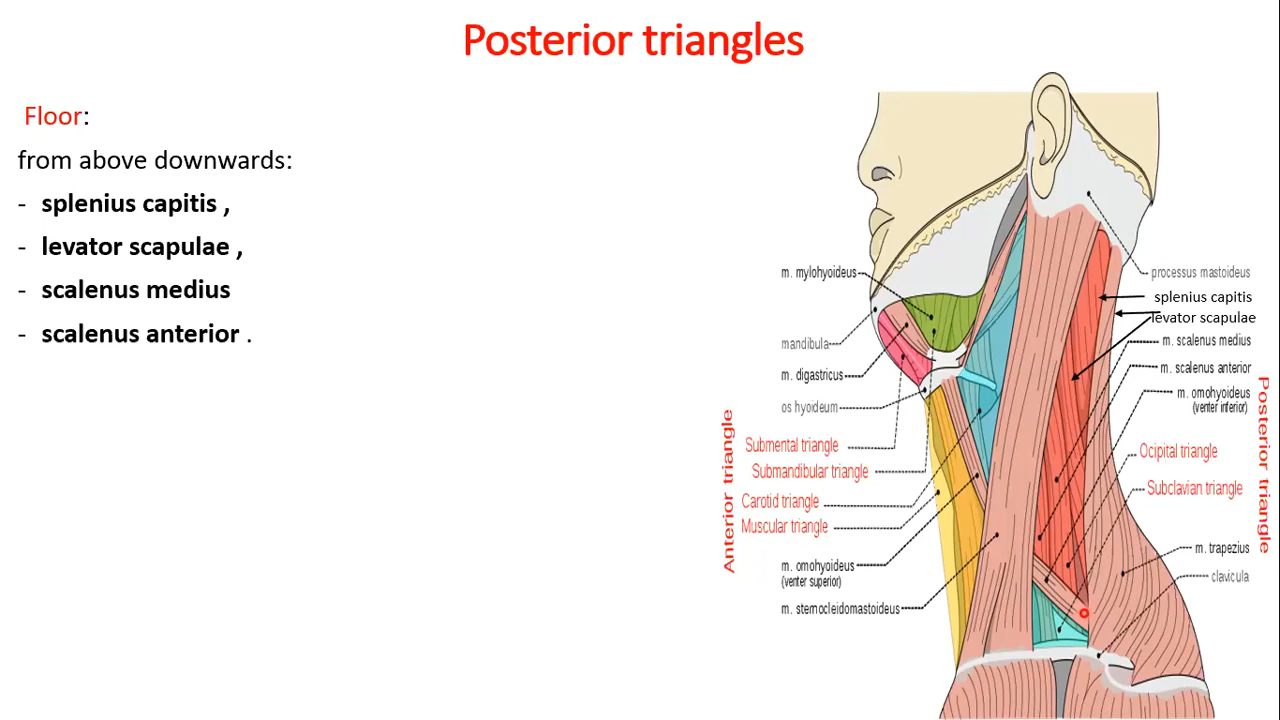 Posterior triangles
Floor:
from above downwards:
- splenius capitis ,
- levator scapulae ,
- scalenus medius
- scalenus anterior .
m. mylohyoideus
mandibula
m. digastricus
os hyoideum
Submental triangle
Submandibular triangle
Carotid triangle
Muscular triangle
m. omohyoideus
(venter superior)
m. sternocleidomastoideus
Anterior triangle
processus mastoideus
splenius capitis
levator scapulae
m. scalenus medius
m. scalenus anterior
m. omohyoideus
(venter inferior)
Ocipital triangle
Subclavian triangle
m. trapezius
clavicula
Posterior triangle